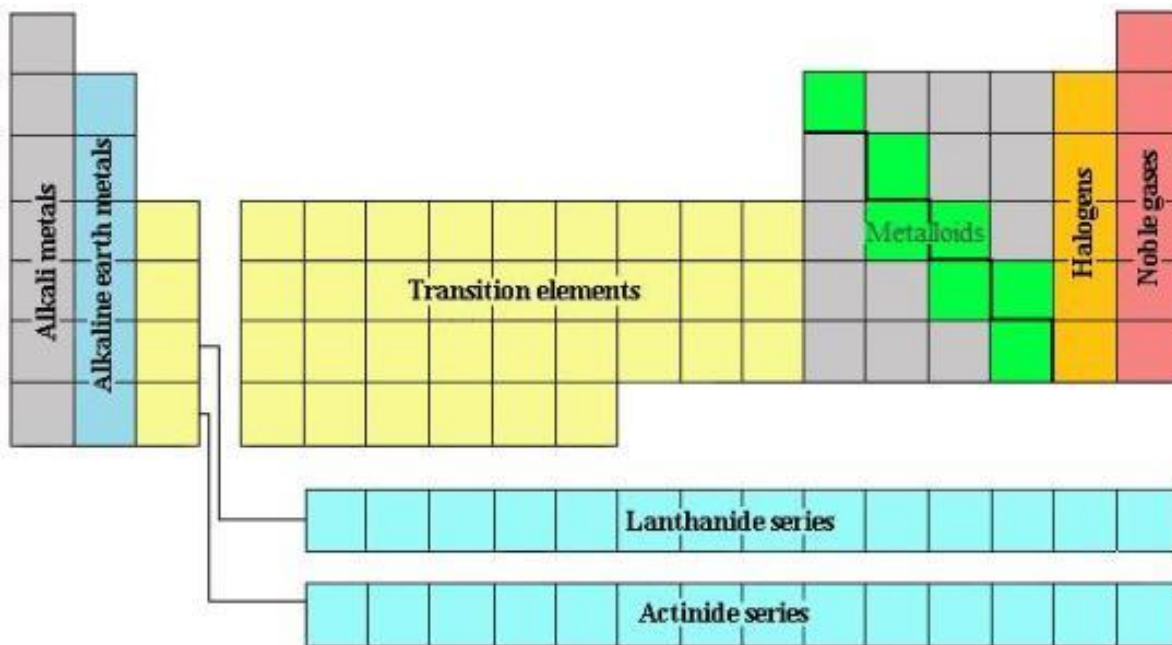 Alkali metals
Alkaline earth metals
Transition elements
Metalloids
Halogens
Noble gases
Lanthanide series
Actinide series